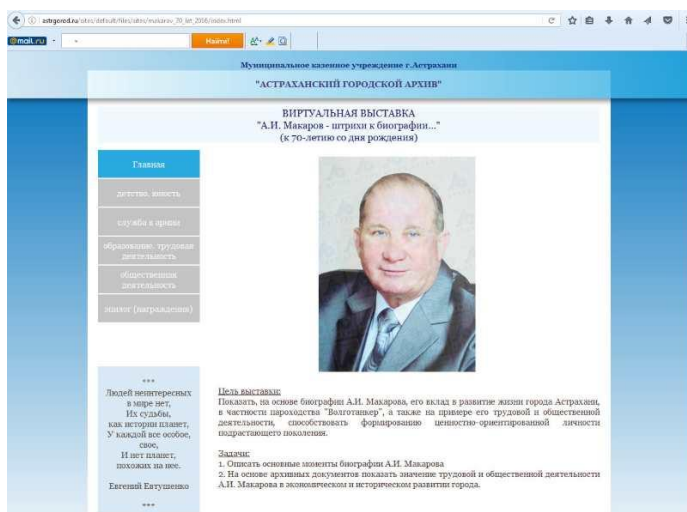 astrgorod.ru/sites/default/files/sites/makarov_70_let_2016/index.html
@mail.ru
Найти!
Муниципальное казенное учреждение г.Астрахани
"АСТРАХАНСКИЙ ГОРОДСКОЙ АРХИВ"
ВИРТУАЛЬНАЯ ВЫСТАВКА
"А.И. Макаров - штрихи к биографии..."
(к 70-летию со дня рождения)
Главная
детство, юность
служба в армии
образование, трудовая
деятельность
общественная
деятельность
эпилог (награждения)
***
Людей неинтересных
в мире нет,
Их судьбы,
как истории планет,
У каждой все особое,
свое,
И нет планет,
похожих на нее.
Евгений Евтушенко
***
Цель выставки:
Показать, на основе биографии А.И. Макарова, его вклад в развитие жизни города Астрахани,
в частности пароходства "Волготанкер", а также на примере его трудовой и общественной
деятельности, способствовать формированию ценностно-ориентированной личности
подрастающего поколения.
Задачи:
1. Описать основные моменты биографии А.И. Макарова
2. На основе архивных документов показать значение трудовой и общественной деятельности
А.И. Макарова в экономическом и историческом развитии города.